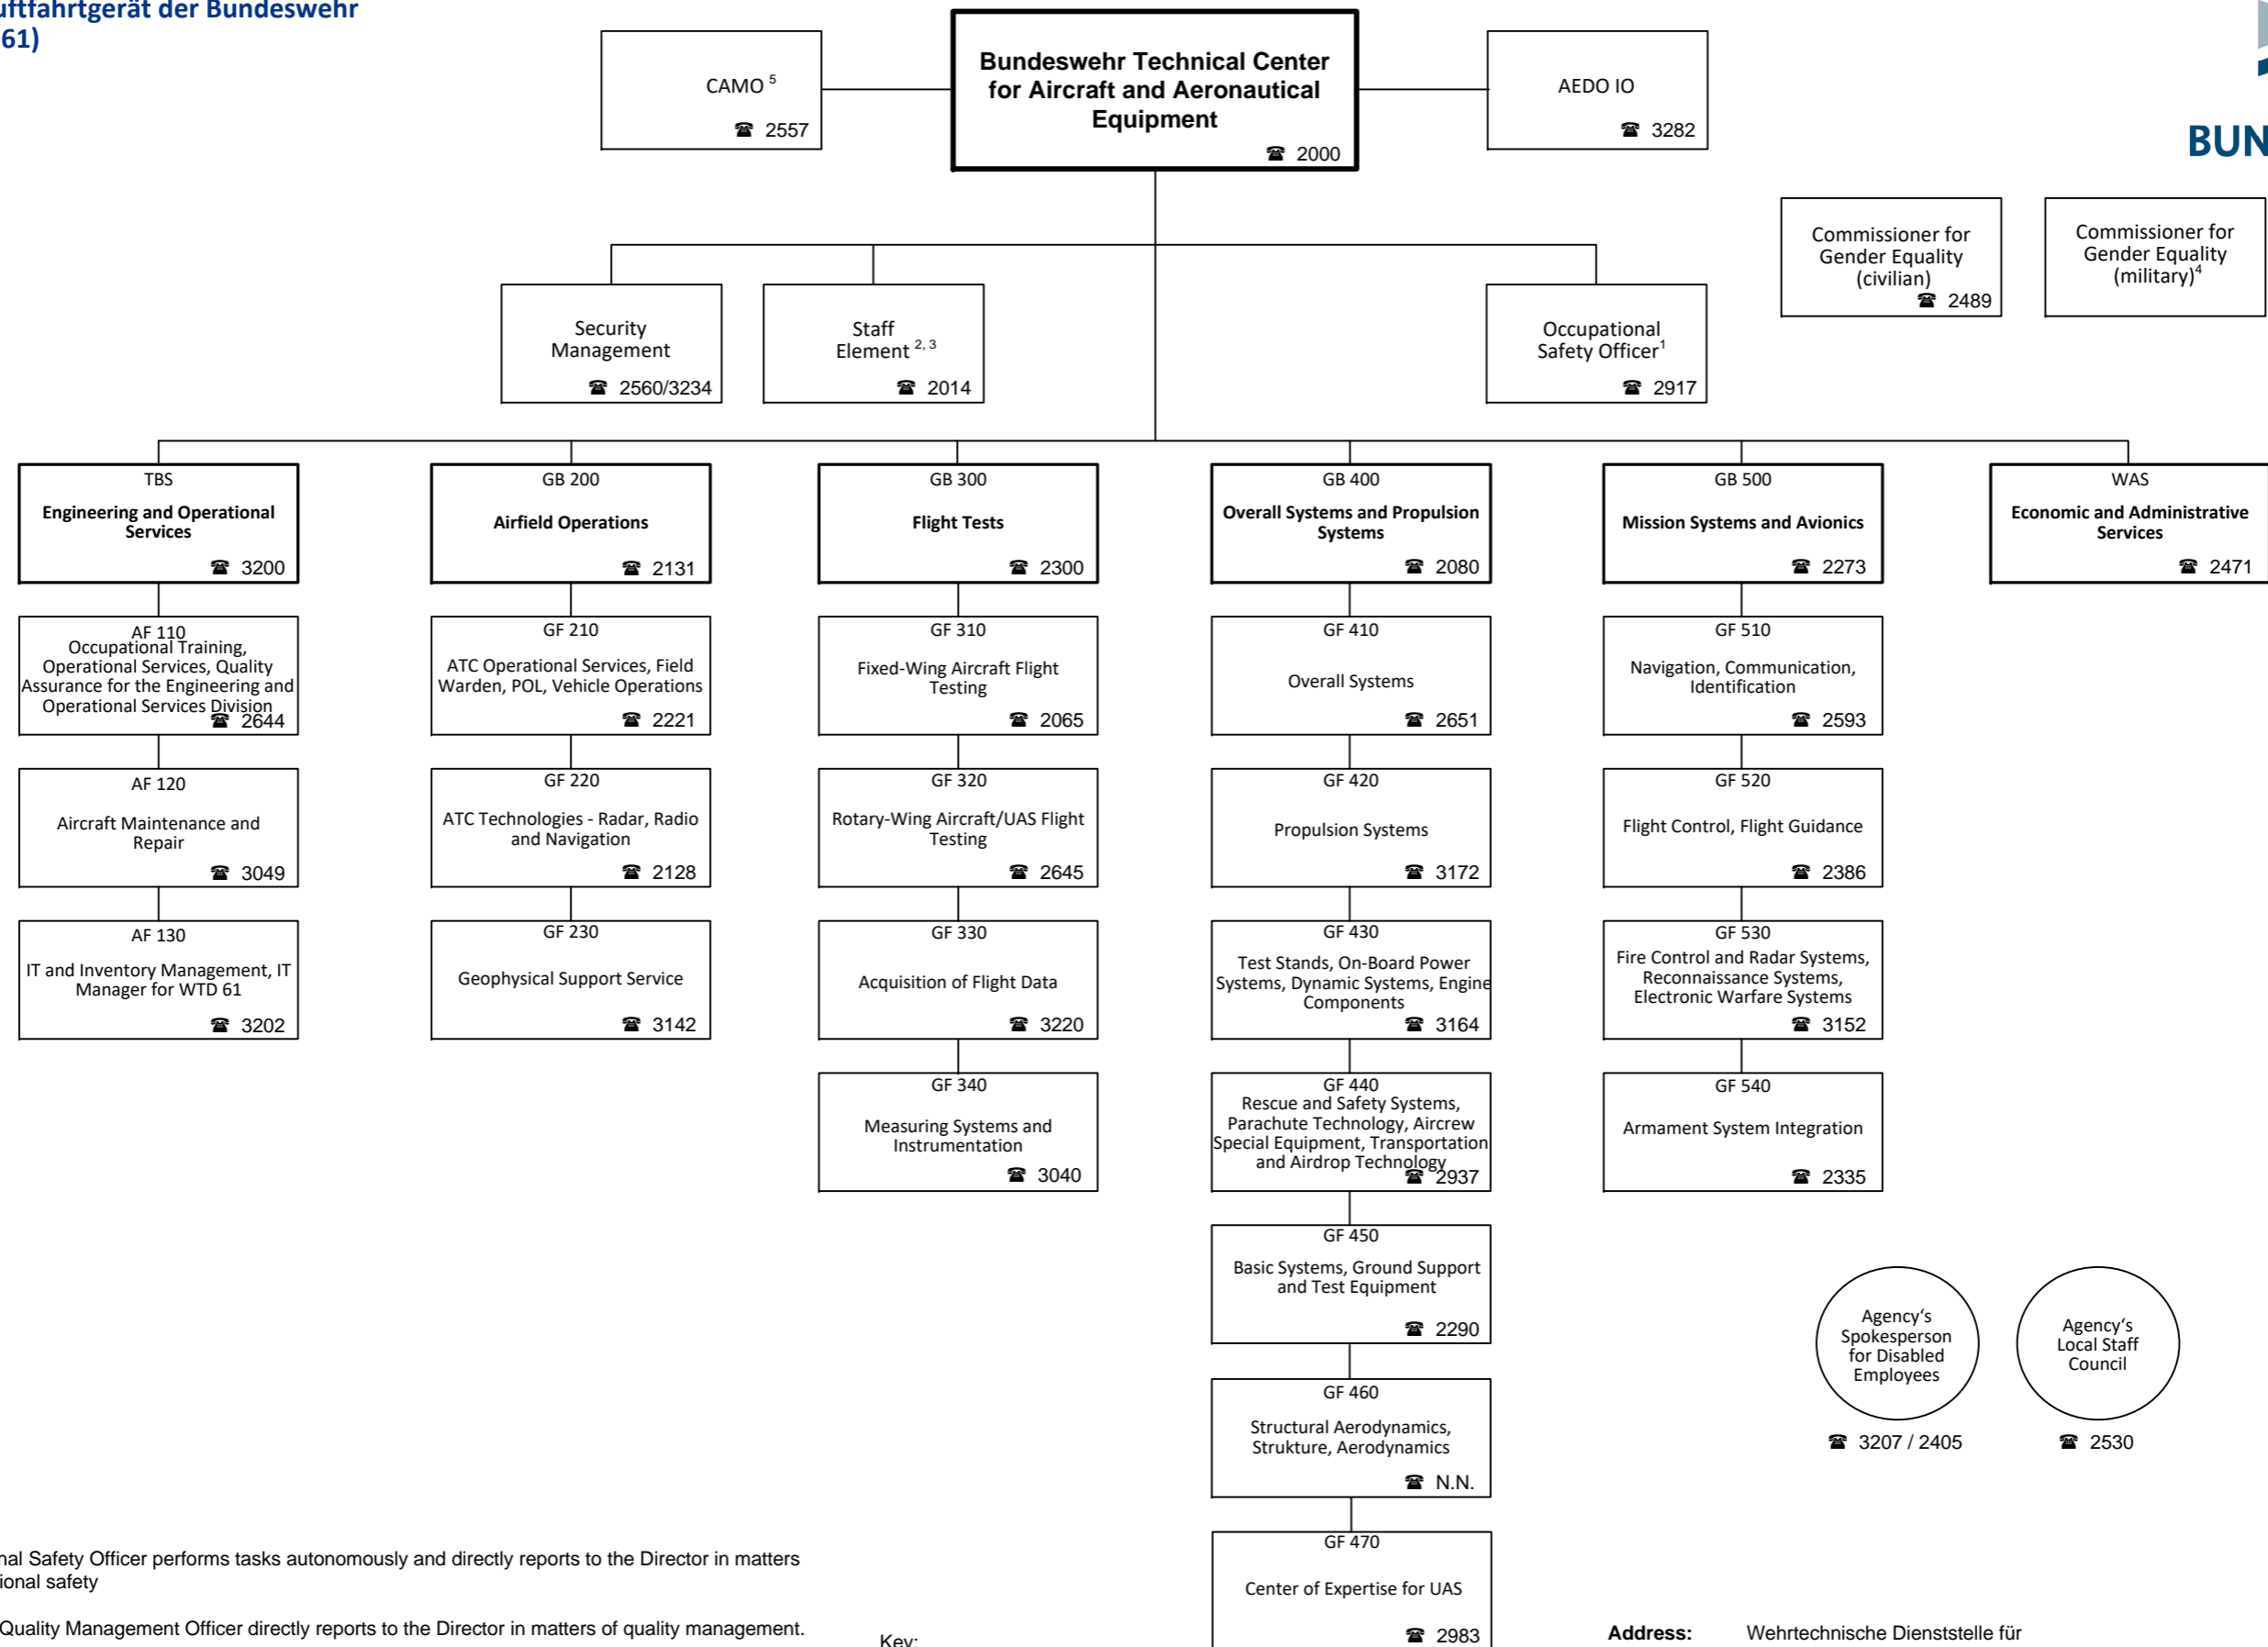 uftfahrtgerät der Bundeswehr
61)
CAMO 5
☎ 2557
Bundeswehr Technical Center
for Aircraft and Aeronautical
Equipment
☎ 2000
AEDO IO
☎ 3282
BUN
Commissioner for
Gender Equality
(civilian)
☎ 2489
Commissioner for
Gender Equality
(military)4
Security
Management
☎ 2560/3234
Staff
Element 2, 3
☎ 2014
Occupational
Safety Officer1
☎ 2917
TBS
Engineering and Operational
Services
☎ 3200
GB 200
Airfield Operations
☎ 2131
GB 300
Flight Tests
☎ 2300
GB 400
Overall Systems and Propulsion
Systems
☎ 2080
GB 500
Mission Systems and Avionics
☎ 2273
WAS
Economic and Administrative
Services
☎ 2471
AF 110
Occupational Training,
Operational Services, Quality
Assurance for the Engineering and
Operational Services Division
☎ 2644
GF 210
ATC Operational Services, Field
Warden, POL, Vehicle Operations
☎ 2221
GF 310
Fixed-Wing Aircraft Flight
Testing
☎ 2065
GF 410
Overall Systems
☎ 2651
GF 510
Navigation, Communication,
Identification
☎ 2593
AF 120
Aircraft Maintenance and
Repair
☎ 3049
GF 220
ATC Technologies - Radar, Radio
and Navigation
☎ 2128
GF 320
Rotary-Wing Aircraft/UAS Flight
Testing
☎ 2645
GF 420
Propulsion Systems
☎ 3172
GF 520
Flight Control, Flight Guidance
☎ 2386
AF 130
IT and Inventory Management, IT
Manager for WTD 61
☎ 3202
GF 230
Geophysical Support Service
☎ 3142
GF 330
Acquisition of Flight Data
☎ 3220
GF 430
Test Stands, On-Board Power
Systems, Dynamic Systems, Engine
Components
☎ 3164
GF 530
Fire Control and Radar Systems,
Reconnaissance Systems,
Electronic Warfare Systems
☎ 3152
GF 340
Measuring Systems and
Instrumentation
☎ 3040
GF 440
Rescue and Safety Systems,
Parachute Technology, Aircrew
Special Equipment, Transportation
and Airdrop Technology
☎ 2937
GF 540
Armament System Integration
☎ 2335
GF 450
Basic Systems, Ground Support
and Test Equipment
☎ 2290
Agency's
Spokesperson
for Disabled
Employees
☎ 3207 / 2405
Agency's
Local Staff
Council
☎ 2530
GF 460
Structural Aerodynamics,
Strukture, Aerodynamics
☎ N.N.
GF 470
Center of Expertise for UAS
☎ 2983
nal Safety Officer performs tasks autonomously and directly reports to the Director in matters
ional safety
Quality Management Officer directly reports to the Director in matters of quality management.
Key:
Address: Wehrtechnische Dienststelle für